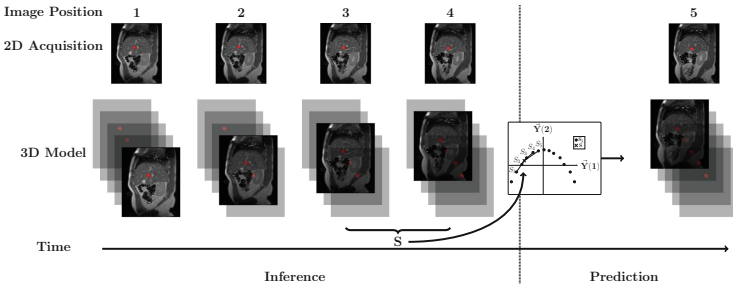 Image Position 1 2 3 4 5
2D Acquisition
3D Model
Ȳ(2)
Ȳ(1)
S
Time
Inference Prediction